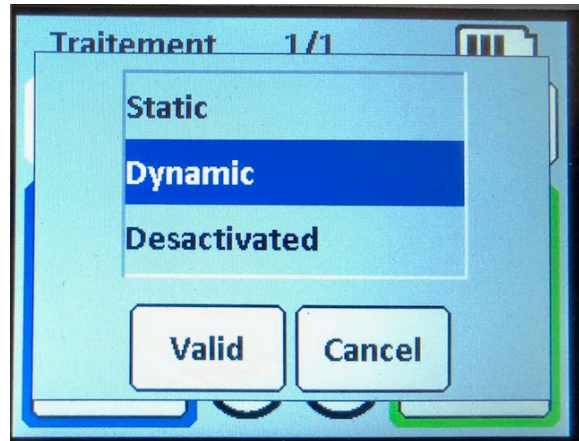 Traitement 1/1
Static
Dynamic
Desactivated
Valid Cancel